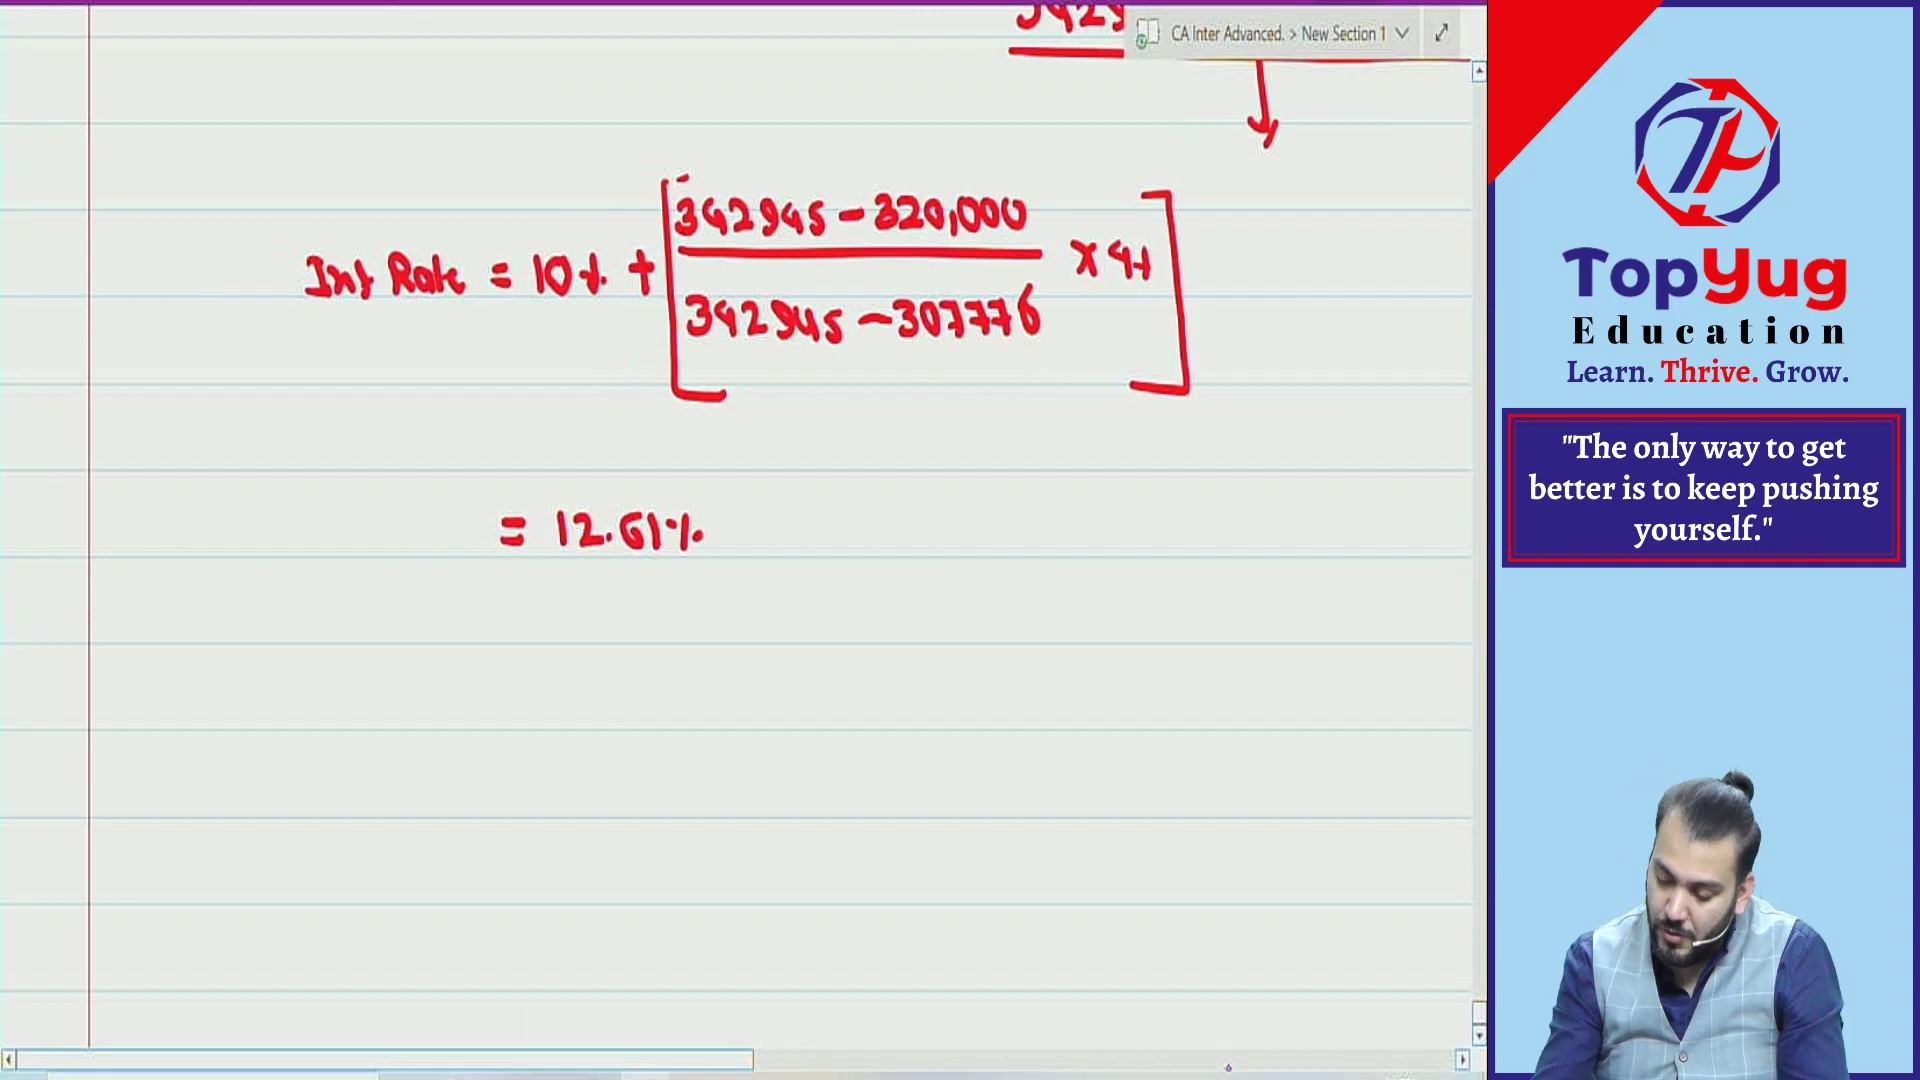 CA Inter Advanced. > New Section 1
Int Rate = 10% + [342945 - 320,000
342945 - 307776 × 4%]
= 12.61%
TopYug
Education
Learn. Thrive. Grow.
"The only way to get
better is to keep pushing
yourself."